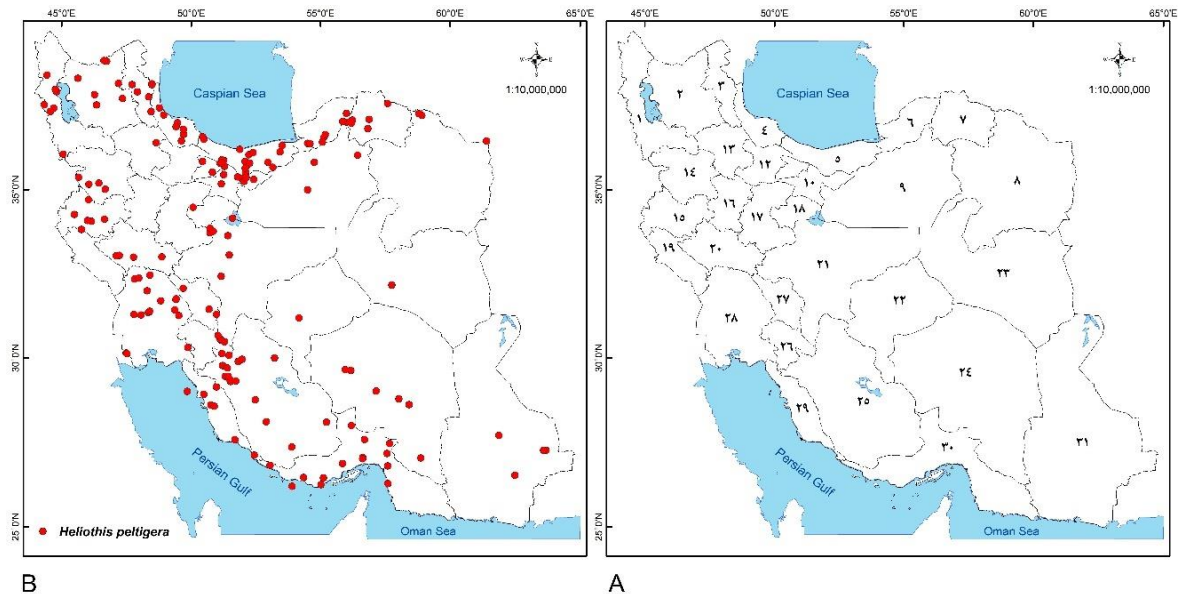 45°0'E 50°0'E 55°0'E 60°0'E 65°0'E
N
W E
S
1:10,000,000
Caspian Sea
35°0'N
30°0'N
25°0'N
Persian Gulf
Oman Sea
Heliothis peltigera
B
45°0'E 50°0'E 55°0'E 60°0'E 65°0'E
N
W E
S
1:10,000,000
Caspian Sea
۱
۲
۳
۴
۵
۶
۷
۸
۹
۱۰
۱۲
۱۳
۱۴
۱۵
۱۶
۱۷
۱۸
۱۹
۲۰
۲۱
۲۲
۲۳
۲۴
۲۵
۲۶
۲۷
۲۸
۲۹
۳۰
۳۱
35°0'N
30°0'N
25°0'N
Persian Gulf
Oman Sea
A